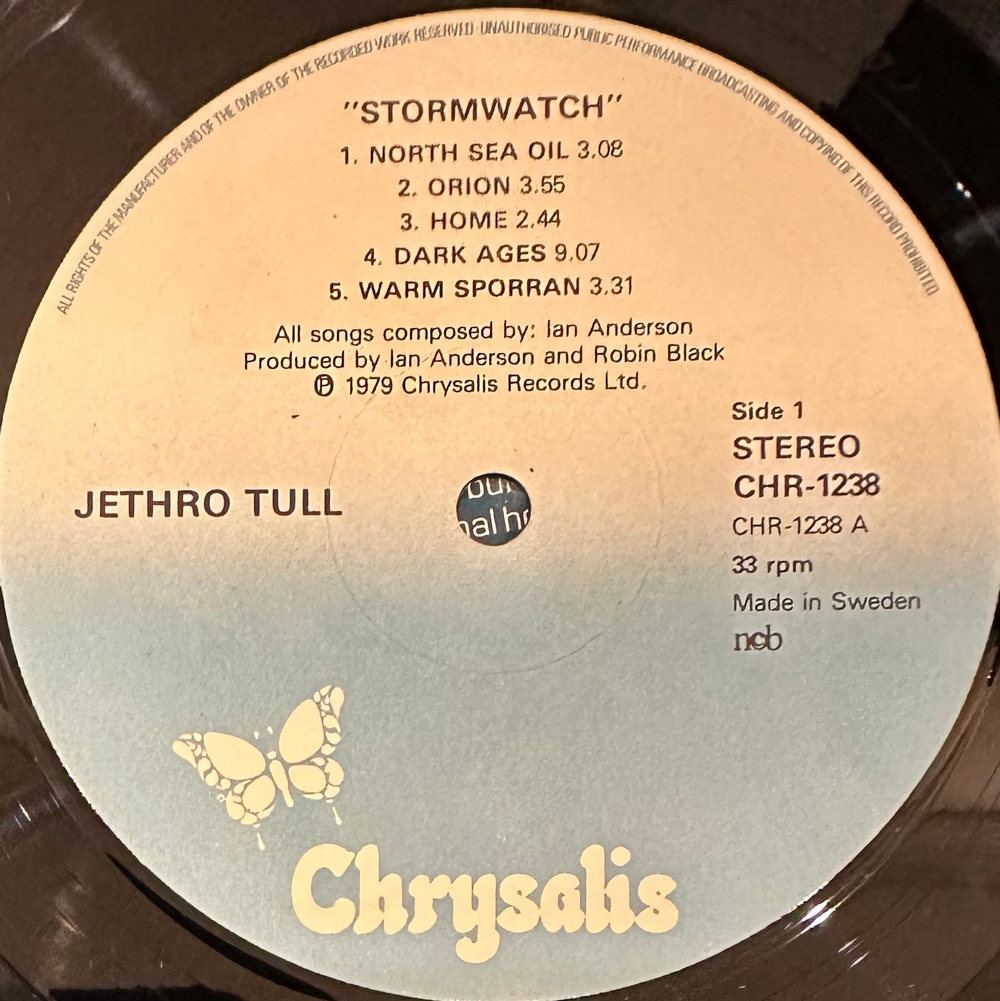 ALL RIGHTS OF THE MANUFACTURER AND OF THE OWNER OF THE RECORDED WORK RESERVED · UNAUTHORISED PUBLIC PERFORMANCE BROADCASTING AND COPYING OF THIS RECORD PROHIBITED
"STORMWATCH"
1. NORTH SEA OIL 3.08
2. ORION 3.55
3. HOME 2.44
4. DARK AGES 9.07
5. WARM SPORRAN 3.31
All songs composed by: Ian Anderson
Produced by Ian Anderson and Robin Black
℗ 1979 Chrysalis Records Ltd.
Side 1
STEREO
CHR-1238
JETHRO TULL
CHR-1238 A
33 rpm
Made in Sweden
ncb
Chrysalis